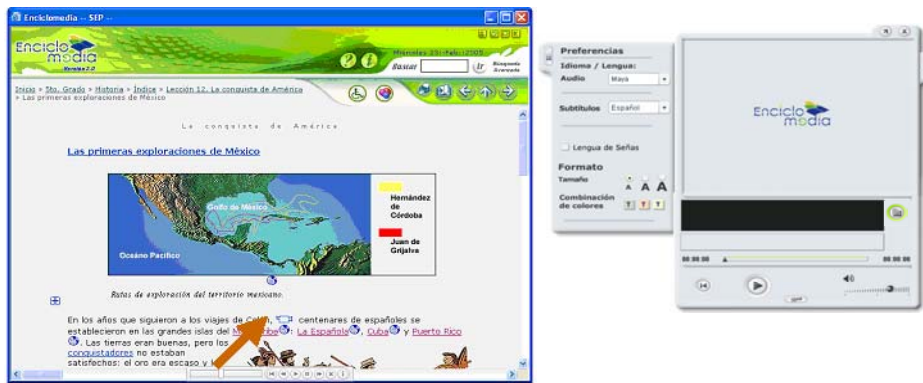 Enciclomedia -- SEP --
Enciclo
media
Versión 2.0
Miércoles 23/Feb/2005
Buscar
Ir
Búsqueda
Avanzada
Inicio > 5to. Grado > Historia > Índice > Lección 12. La conquista de América
> Las primeras exploraciones de México
La conquista de América
Las primeras exploraciones de México
Golfo de México
Océano Pacífico
Hernández
de
Córdoba
Juan de
Grijalva
Rutas de exploración del territorio mexicano.
En los años que siguieron a los viajes de Colón, centenares de españoles se
establecieron en las grandes islas del Mar Caribe: La Española, Cuba y Puerto Rico
. Las tierras eran buenas, pero los
conquistadores no estaban
satisfechos: el oro era escaso y
Preferencias
Idioma / Lengua:
Audio
Maya
Subtítulos
Español
Lengua de Señas
Formato
Tamaño
A A A
Combinación
de colores
T T T
Enciclo
media
00:00:00
00:00:00